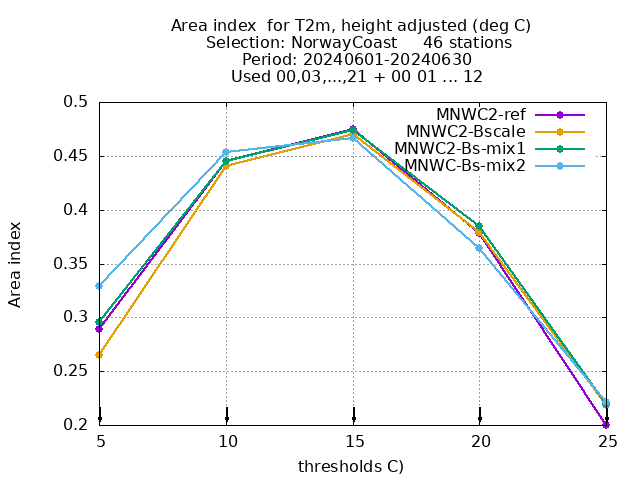 Area index  for T2m, height adjusted (deg C)
Selection: NorwayCoast     46 stations
Period: 20240601-20240630
Used 00,03,...,21 + 00 01 ... 12
MNWC2-ref
MNWC2-Bscale
MNWC2-Bs-mix1
MNWC-Bs-mix2
0.5
0.45
0.4
0.35
0.3
0.25
0.2
Area index
5 10 15 20 25
thresholds C)